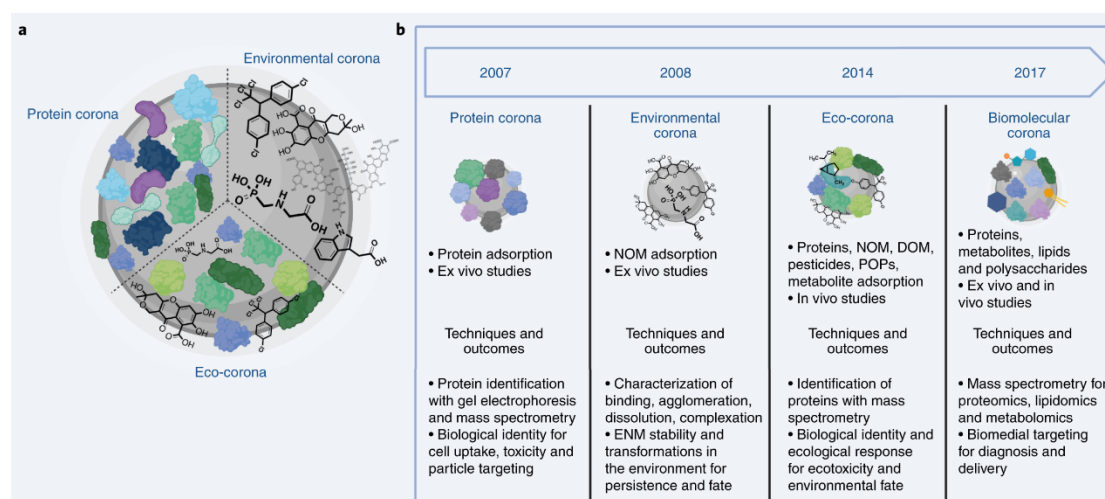 a
Environmental corona
Protein corona
Eco-corona
b
2007
2008
2014
2017
Protein corona
Environmental
corona
Eco-corona
Biomolecular
corona
• Protein adsorption
• Ex vivo studies
• NOM adsorption
• Ex vivo studies
• Proteins, NOM, DOM,
pesticides, POPs,
metabolite adsorption
• In vivo studies
• Proteins,
metabolites, lipids
and polysaccharides
• Ex vivo and in
vivo studies
Techniques and
outcomes
Techniques and
outcomes
Techniques and
outcomes
Techniques and
outcomes
• Protein identification
with gel electrophoresis
and mass spectrometry
• Biological identity for
cell uptake, toxicity and
particle targeting
• Characterization of
binding, agglomeration,
dissolution, complexation
• ENM stability and
transformations in
the environment for
persistence and fate
• Identification of
proteins with mass
spectrometry
• Biological identity and
ecological response
for ecotoxicity and
environmental fate
• Mass spectrometry for
proteomics, lipidomics
and metabolomics
• Biomedial targeting
for diagnosis and
delivery